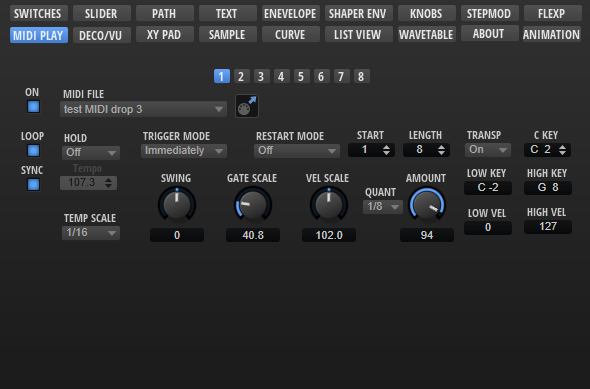 SWITCHES SLIDER PATH TEXT ENEVELOPE SHAPER ENV KNOBS STEPMOD FLEXP
MIDI PLAY DECO/VU XY PAD SAMPLE CURVE LIST VIEW WAVETABLE ABOUT ANIMATION
1 2 3 4 5 6 7 8
ON MIDI FILE
test MIDI drop 3
LOOP HOLD TRIGGER MODE RESTART MODE START LENGTH TRANSP C KEY
Off Immediately Off 1 8 On C 2
SYNC Tempo SWING GATE SCALE VEL SCALE AMOUNT LOW KEY HIGH KEY
107.3 QUANT C -2 G 8
1/8
TEMP SCALE LOW VEL HIGH VEL
1/16 0 40.8 102.0 94 0 127